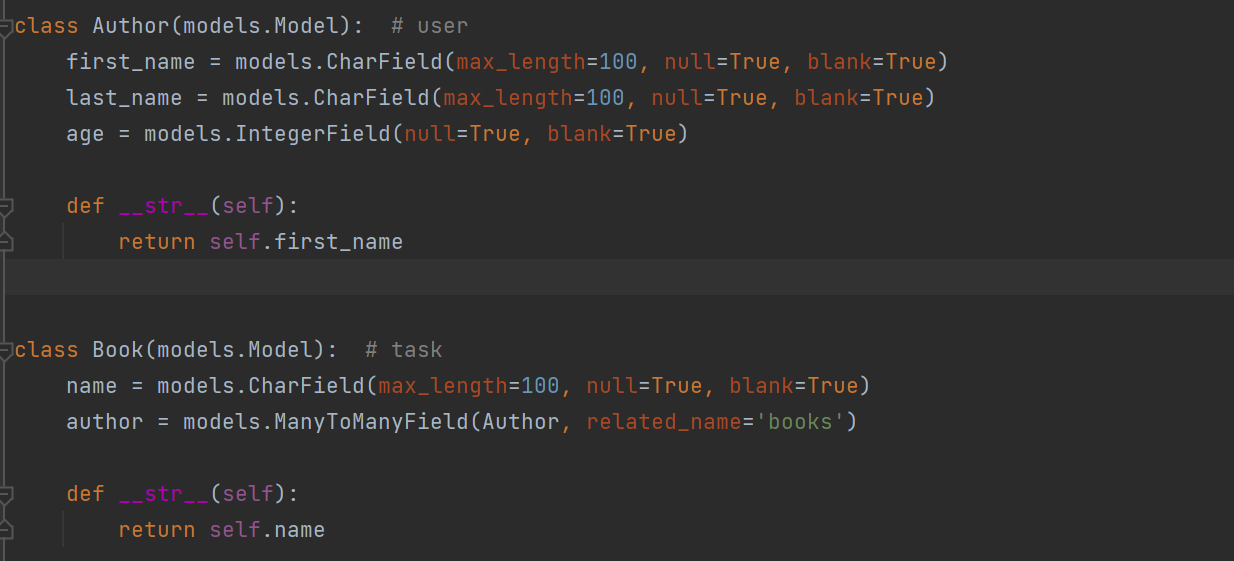 class Author(models.Model):  # user
    first_name = models.CharField(max_length=100, null=True, blank=True)
    last_name = models.CharField(max_length=100, null=True, blank=True)
    age = models.IntegerField(null=True, blank=True)
    def __str__(self):
        return self.first_name
class Book(models.Model):  # task
    name = models.CharField(max_length=100, null=True, blank=True)
    author = models.ManyToManyField(Author, related_name='books')
    def __str__(self):
        return self.name